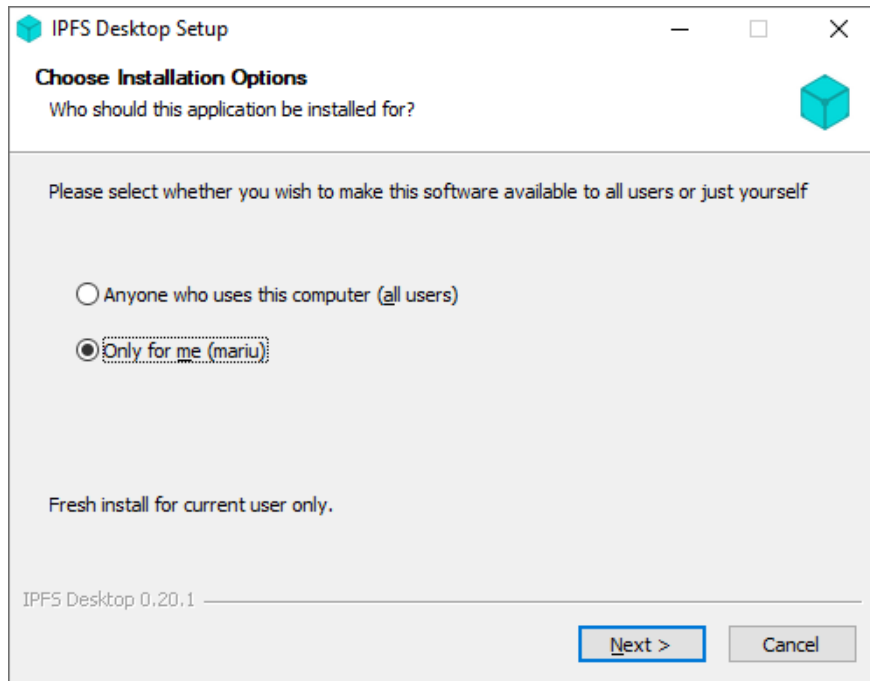 IPFS Desktop Setup
Choose Installation Options
Who should this application be installed for?
Please select whether you wish to make this software available to all users or just yourself
Anyone who uses this computer (all users)
Only for me (mariu)
Fresh install for current user only.
IPFS Desktop 0.20.1
Next >
Cancel